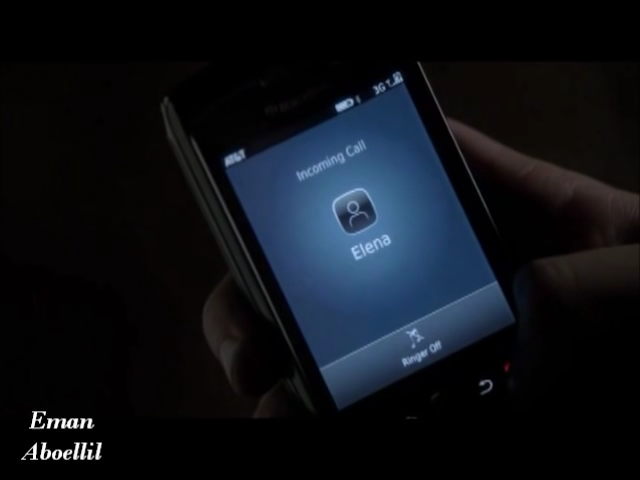 3G
AT&T
Incoming Call
Elena
Ringer Off
Eman
Aboellil